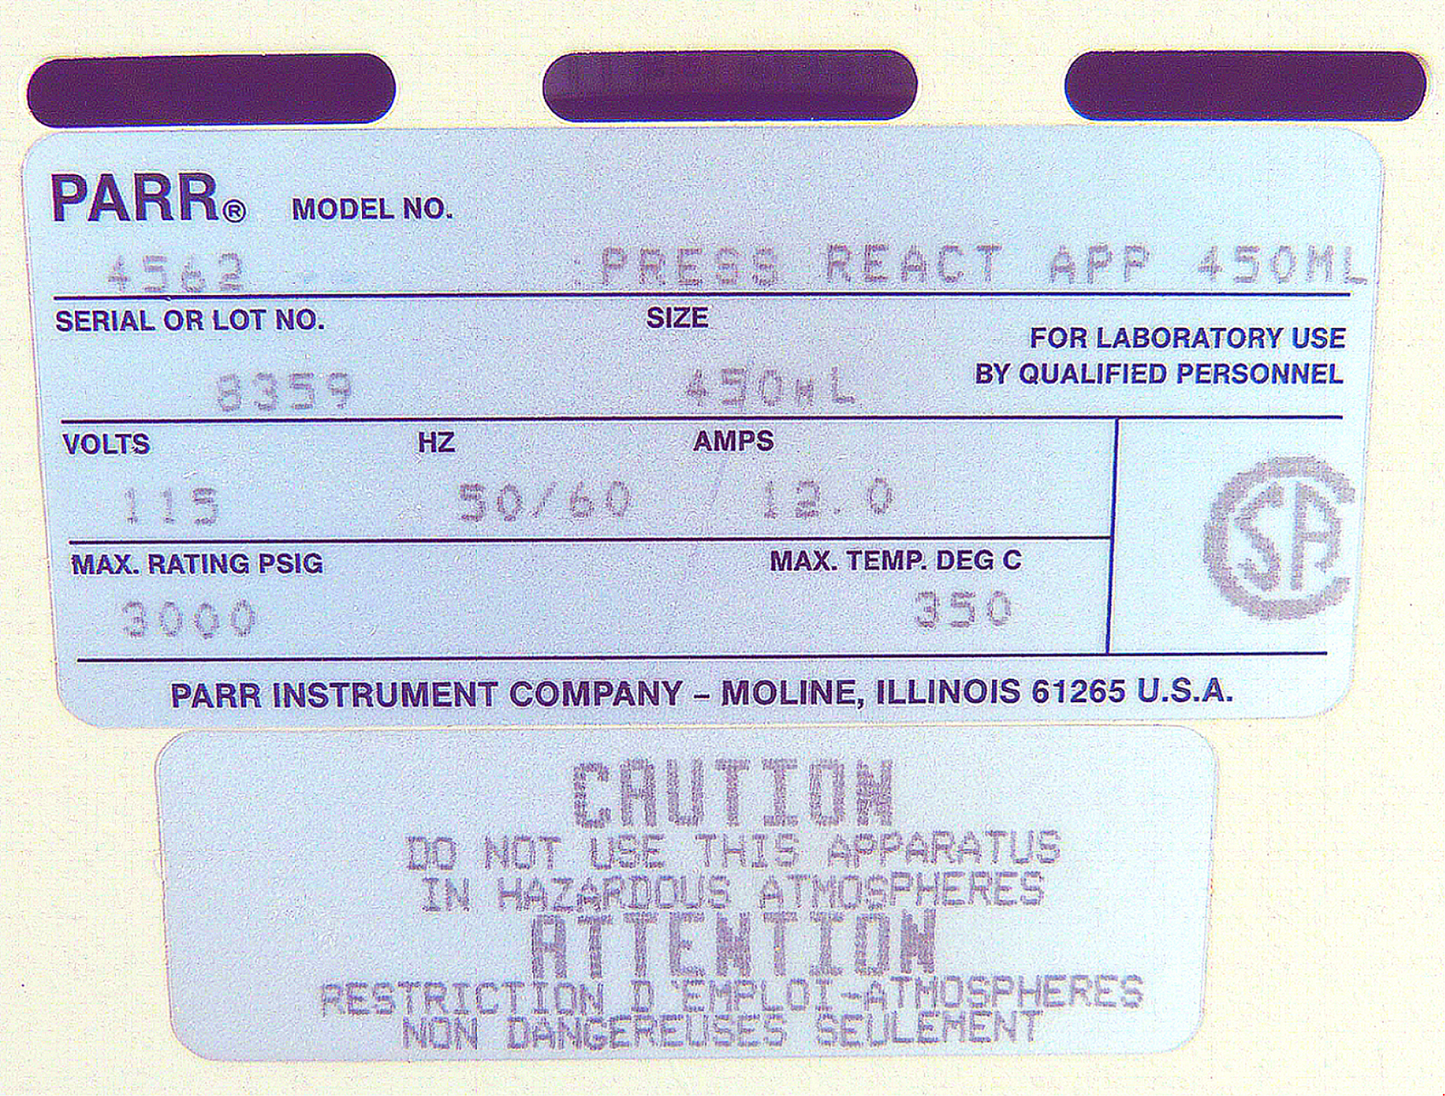 PARR® MODEL NO.
4562 PRESS REACT APP 450ML
SERIAL OR LOT NO. SIZE
FOR LABORATORY USE
BY QUALIFIED PERSONNEL
8359 450mL
VOLTS HZ AMPS
115 50/60 12.0
CSA
MAX. RATING PSIG MAX. TEMP. DEG C
3000 350
PARR INSTRUMENT COMPANY – MOLINE, ILLINOIS 61265 U.S.A.
CAUTION
DO NOT USE THIS APPARATUS
IN HAZARDOUS ATMOSPHERES
ATTENTION
RESTRICTION D'EMPLOI-ATMOSPHERES
NON DANGEREUSES SEULEMENT